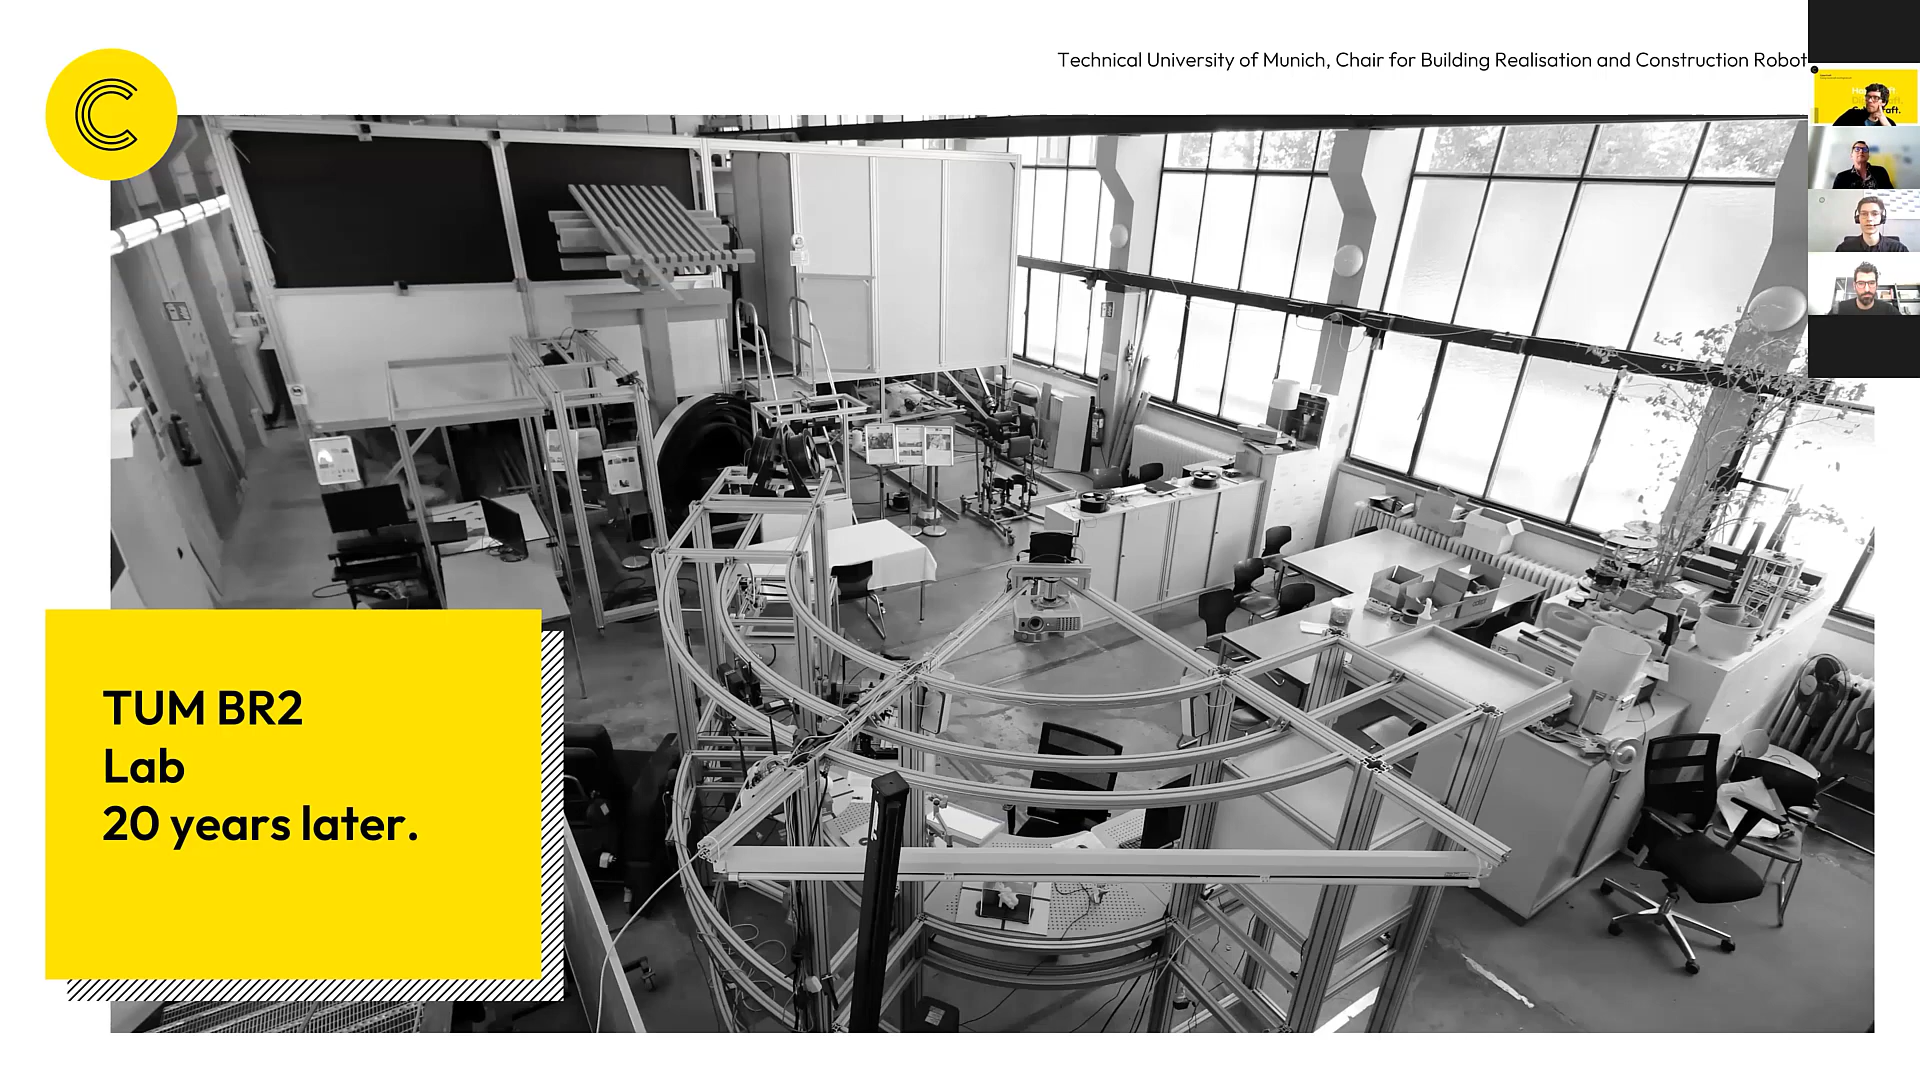 Technical University of Munich, Chair for Building Realisation and Construction Robot
C
TUM BR2
Lab
20 years later.